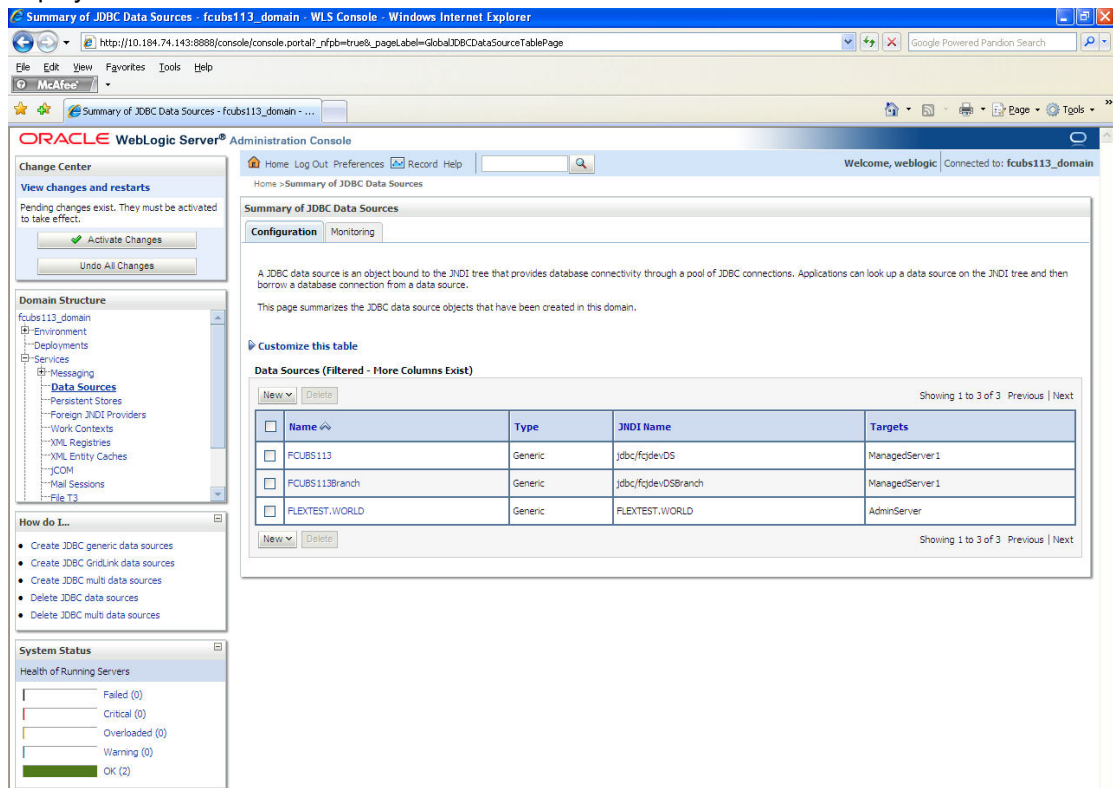 Summary of JDBC Data Sources - fcubs113_domain - WLS Console - Windows Internet Explorer
http://10.184.74.143:8888/console/console.portal?_nfpb=true&_pageLabel=GlobalJDBCDataSourceTablePage
Google Powered Pandion Search
File Edit View Favorites Tools Help
McAfee
Summary of JDBC Data Sources - fcubs113_domain - ...
Page Tools
ORACLE WebLogic Server® Administration Console
Change Center
View changes and restarts
Pending changes exist. They must be activated
to take effect.
Activate Changes
Undo All Changes
Domain Structure
fcubs113_domain
Environment
Deployments
Services
Messaging
Data Sources
Persistent Stores
Foreign JNDI Providers
Work Contexts
XML Registries
XML Entity Caches
jCOM
Mail Sessions
File T3
How do I...
Create JDBC generic data sources
Create JDBC GridLink data sources
Create JDBC multi data sources
Delete JDBC data sources
Delete JDBC multi data sources
System Status
Health of Running Servers
Failed (0)
Critical (0)
Overloaded (0)
Warning (0)
OK (2)
Home Log Out Preferences Record Help
Welcome, weblogic Connected to: fcubs113_domain
Home >Summary of JDBC Data Sources
Summary of JDBC Data Sources
Configuration Monitoring
A JDBC data source is an object bound to the JNDI tree that provides database connectivity through a pool of JDBC connections. Applications can look up a data source on the JNDI tree and then
borrow a database connection from a data source.
This page summarizes the JDBC data source objects that have been created in this domain.
Customize this table
Data Sources (Filtered - More Columns Exist)
New Delete Showing 1 to 3 of 3 Previous | Next
Name Type JNDI Name Targets
FCUBS113 Generic jdbc/fcjdevDS ManagedServer1
FCUBS113Branch Generic jdbc/fcjdevDSBranch ManagedServer1
FLEXTEST.WORLD Generic FLEXTEST.WORLD AdminServer
New Delete Showing 1 to 3 of 3 Previous | Next